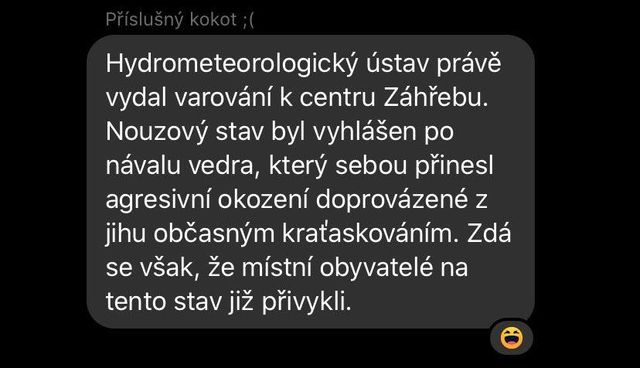 Příslušný kokot ;(
Hydrometeorologický ústav právě
vydal varování k centru Záhřebu.
Nouzový stav byl vyhlášen po
návalu vedra, který sebou přinesl
agresivní okození doprovázené z
jihu občasným kraťaskováním. Zdá
se však, že místní obyvatelé na
tento stav již přivykli.